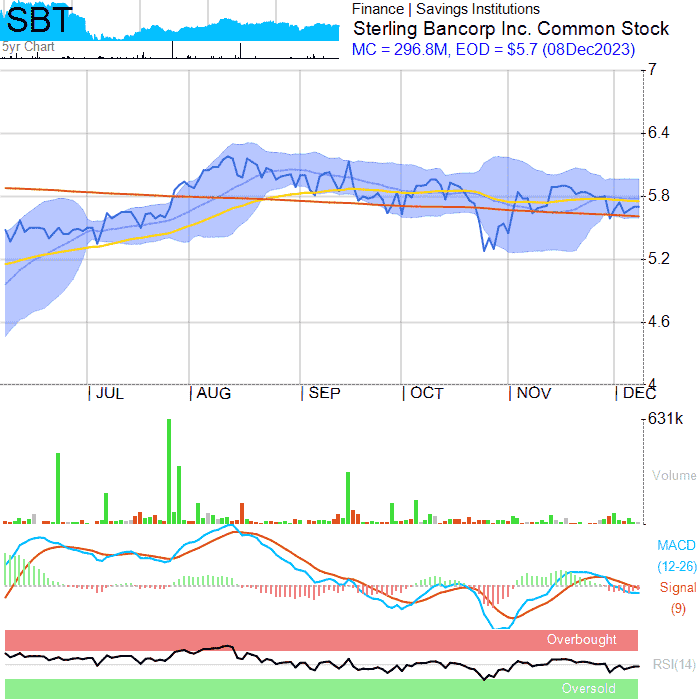 SBT
5yr Chart
Finance | Savings Institutions
Sterling Bancorp Inc. Common Stock
MC = 296.8M, EOD = $5.7 (08Dec2023)
7
6.4
5.8
5.2
4.6
4
JUL AUG SEP OCT NOV DEC
631k
Volume
MACD
(12-26)
Signal
(9)
Overbought
RSI(14)
Oversold